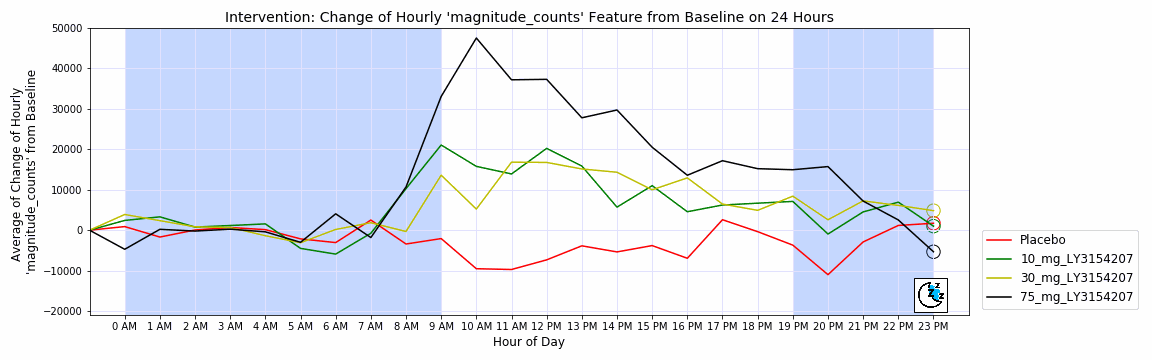 Intervention: Change of Hourly 'magnitude_counts' Feature from Baseline on 24 Hours
Average of Change of Hourly
'magnitude_counts' from Baseline
50000
40000
30000
20000
10000
0
−10000
−20000
0 AM 1 AM 2 AM 3 AM 4 AM 5 AM 6 AM 7 AM 8 AM 9 AM 10 AM 11 AM 12 PM 13 PM 14 PM 15 PM 16 PM 17 PM 18 PM 19 PM 20 PM 21 PM 22 PM 23 PM
Hour of Day
Placebo
10_mg_LY3154207
30_mg_LY3154207
75_mg_LY3154207
z z z